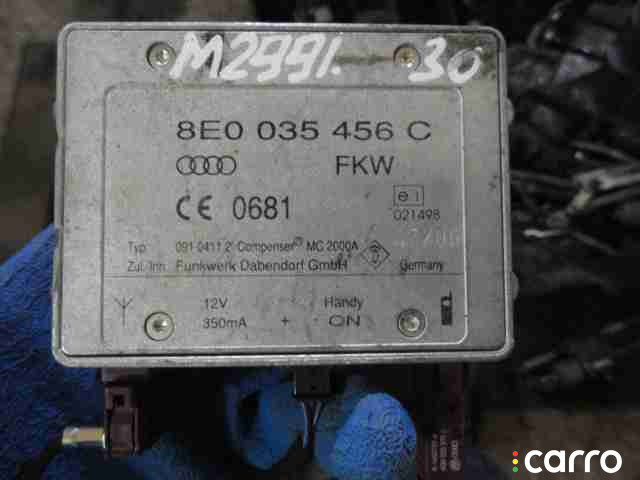 M2991. 30
8E0 035 456 C
FKW
CE 0681
e1
021498
Typ 091 0411 2 Compenser® MC 2000A
Zul. Inh. Funkwerk Dabendorf GmbH Germany
12V Handy
350mA + ON
carro